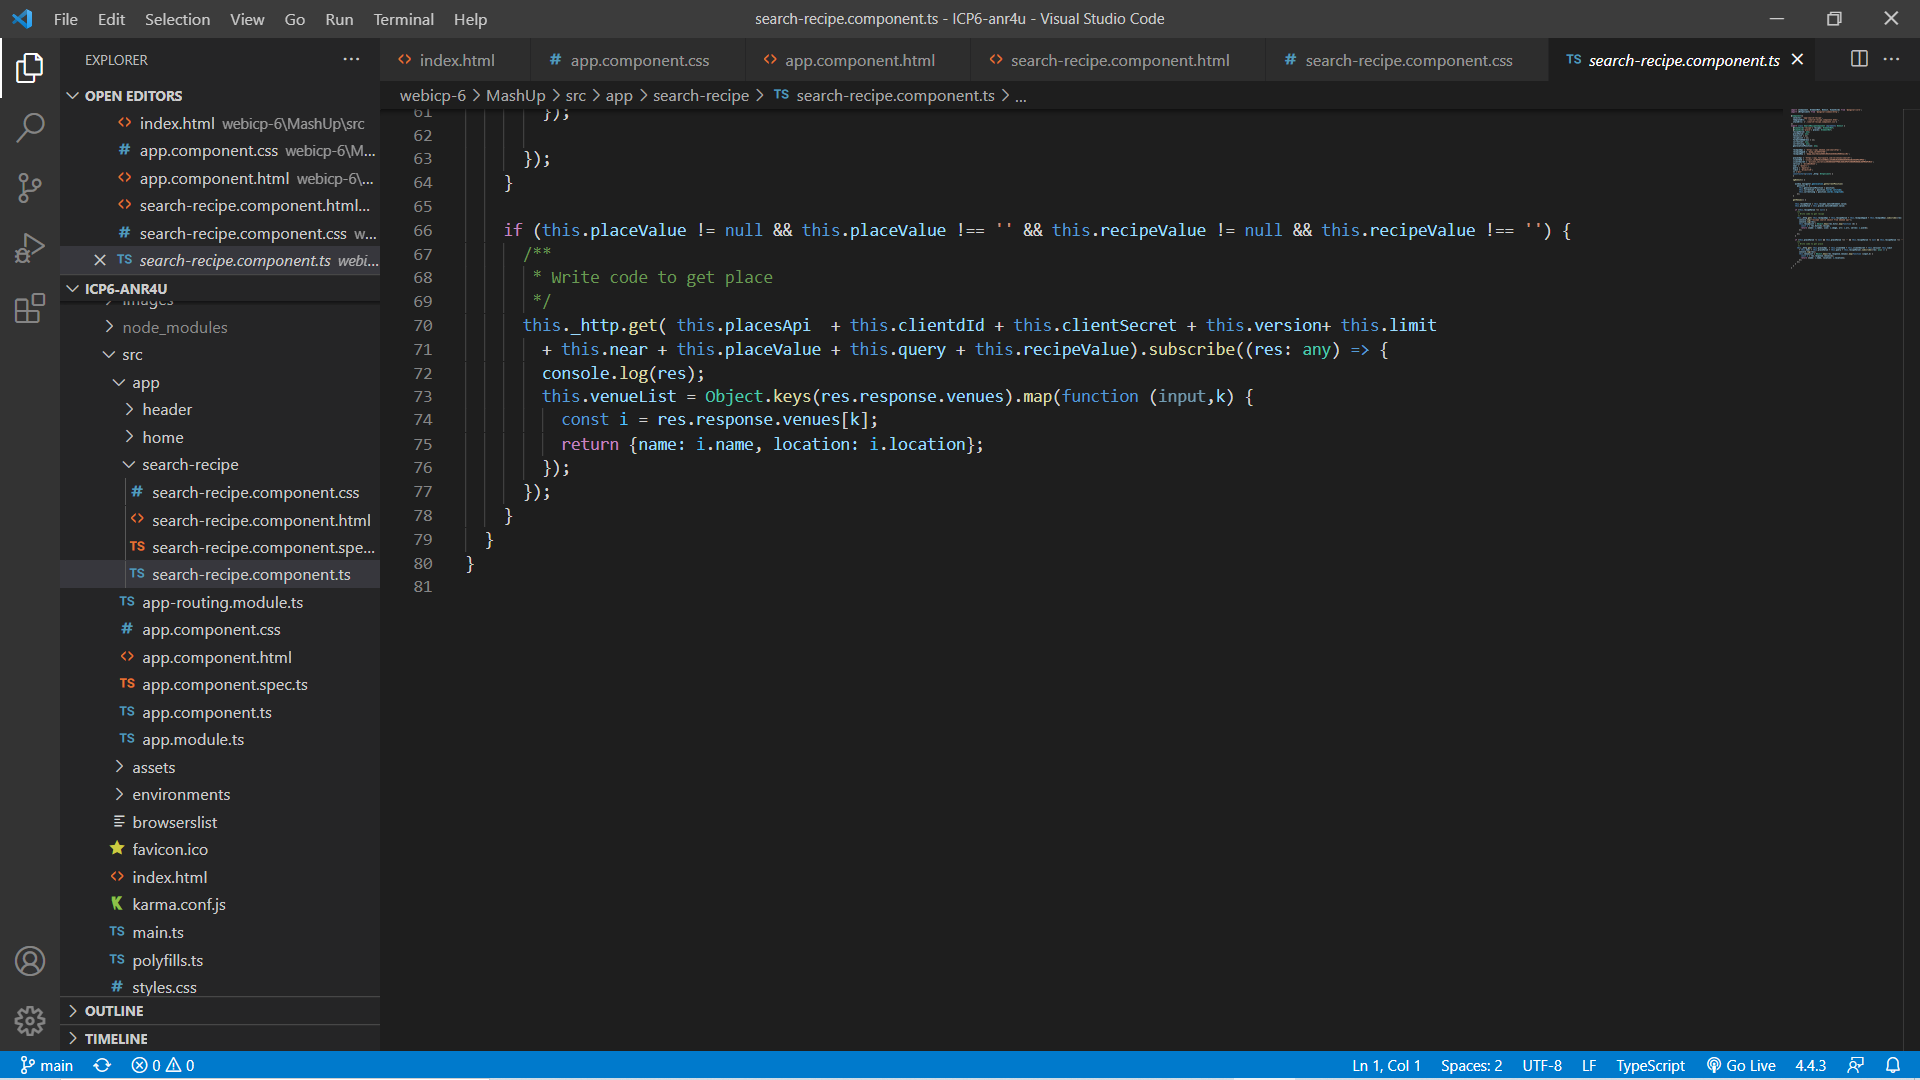 File Edit Selection View Go Run Terminal Help
search-recipe.component.ts - ICP6-anr4u - Visual Studio Code
EXPLORER
index.html
app.component.css
app.component.html
search-recipe.component.html
search-recipe.component.css
search-recipe.component.ts
webicp-6 > MashUp > src > app > search-recipe > TS search-recipe.component.ts > ...
OPEN EDITORS
index.html webicp-6\MashUp\src
app.component.css webicp-6\M...
app.component.html webicp-6\...
search-recipe.component.html...
search-recipe.component.css w...
TS search-recipe.component.ts webi...
ICP6-ANR4U
images
node_modules
src
app
header
home
search-recipe
search-recipe.component.css
search-recipe.component.html
TS search-recipe.component.spe...
TS search-recipe.component.ts
TS app-routing.module.ts
app.component.css
app.component.html
TS app.component.spec.ts
TS app.component.ts
TS app.module.ts
assets
environments
browserslist
favicon.ico
index.html
karma.conf.js
TS main.ts
TS polyfills.ts
# styles.css
OUTLINE
TIMELINE
61 });
62
63 });
64 }
65
66 if (this.placeValue != null && this.placeValue !== '' && this.recipeValue != null && this.recipeValue !== '') {
67 /**
68 * Write code to get place
69 */
70 this._http.get( this.placesApi  + this.clientdId + this.clientSecret + this.version+ this.limit
71 + this.near + this.placeValue + this.query + this.recipeValue).subscribe((res: any) => {
72 console.log(res);
73 this.venueList = Object.keys(res.response.venues).map(function (input,k) {
74 const i = res.response.venues[k];
75 return {name: i.name, location: i.location};
76 });
77 });
78 }
79 }
80 }
81
main 0 0 Ln 1, Col 1 Spaces: 2 UTF-8 LF TypeScript Go Live 4.4.3